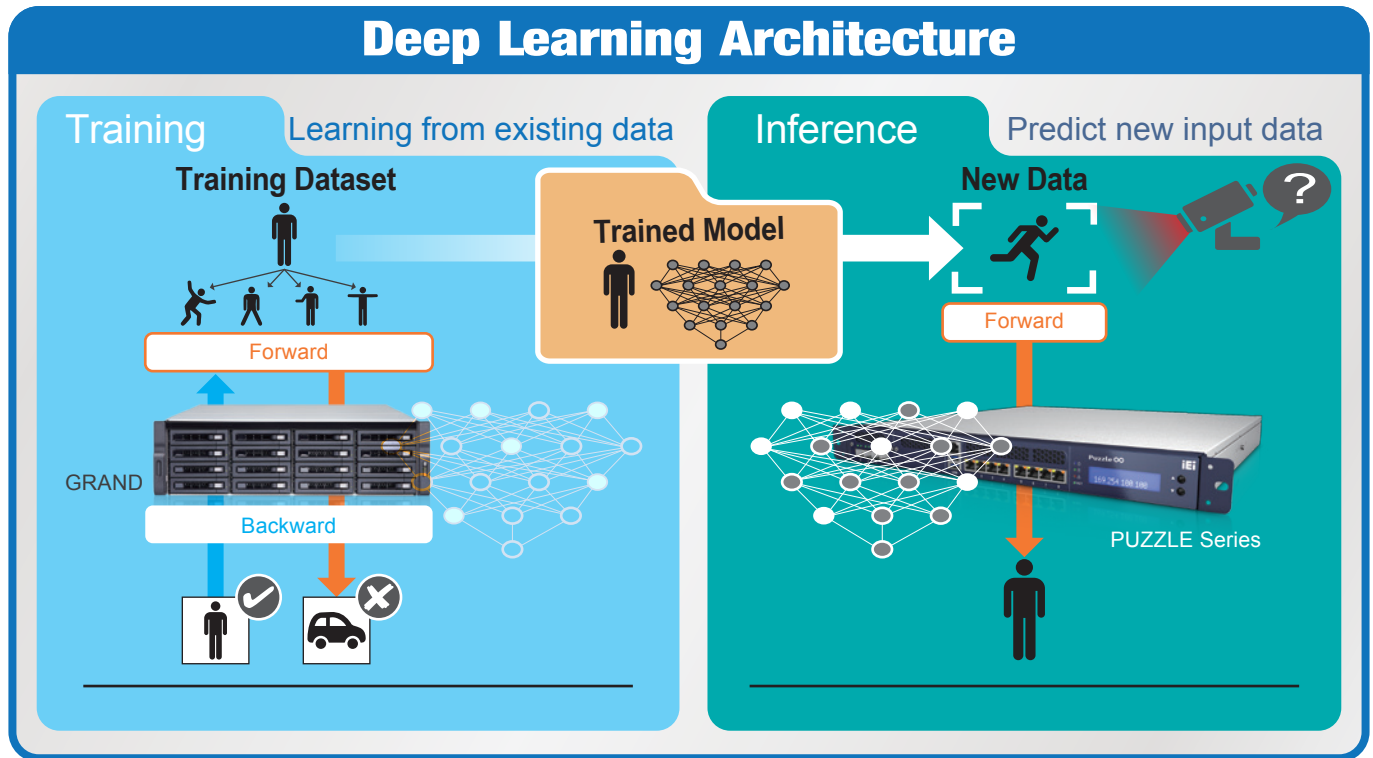 Deep Learning Architecture
Training
Learning from existing data
Training Dataset
Forward
GRAND
Backward
Trained Model
Inference
Predict new input data
New Data
?
Forward
Puzzle
iEi
169.254.100.100
PUZZLE Series